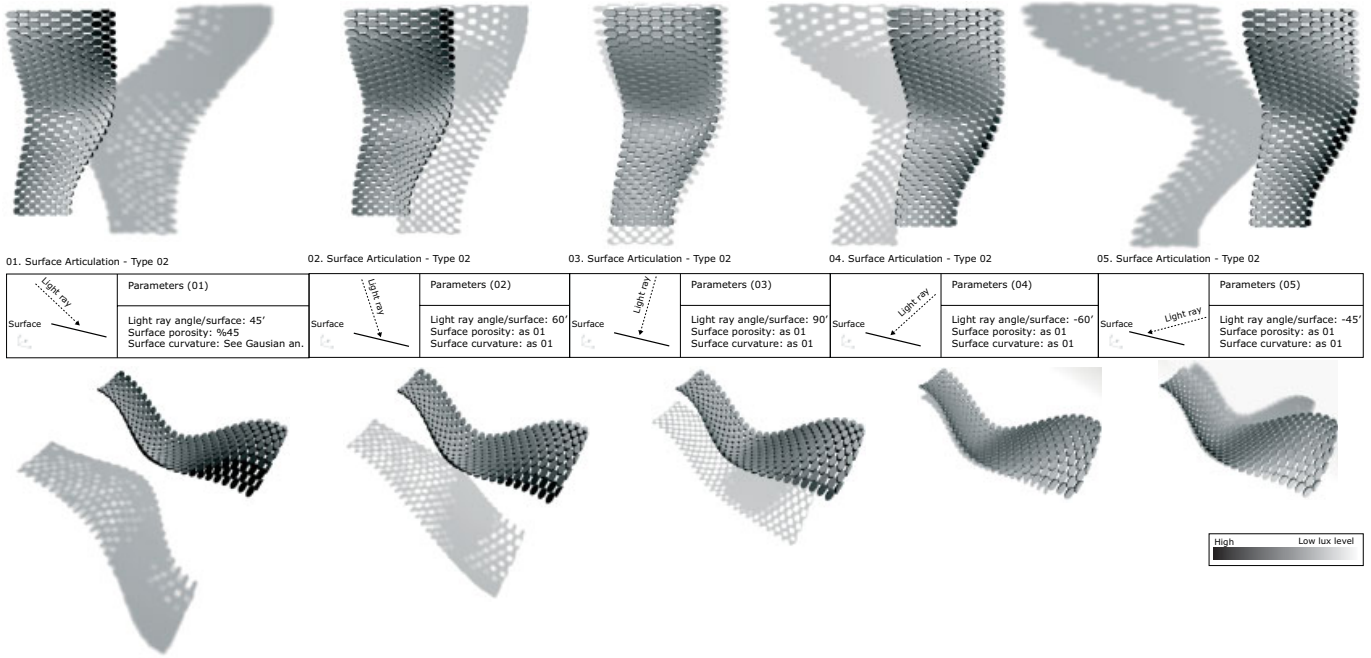 01. Surface Articulation - Type 02
02. Surface Articulation - Type 02
03. Surface Articulation - Type 02
04. Surface Articulation - Type 02
05. Surface Articulation - Type 02
Light ray
Surface
Parameters (01)
Light ray angle/surface: 45'
Surface porosity: %45
Surface curvature: See Gausian an.
Light ray
Surface
Parameters (02)
Light ray angle/surface: 60'
Surface porosity: as 01
Surface curvature: as 01
Light ray
Surface
Parameters (03)
Light ray angle/surface: 90'
Surface porosity: as 01
Surface curvature: as 01
Light ray
Surface
Parameters (04)
Light ray angle/surface: -60'
Surface porosity: as 01
Surface curvature: as 01
Light ray
Surface
Parameters (05)
Light ray angle/surface: -45'
Surface porosity: as 01
Surface curvature: as 01
High Low lux level